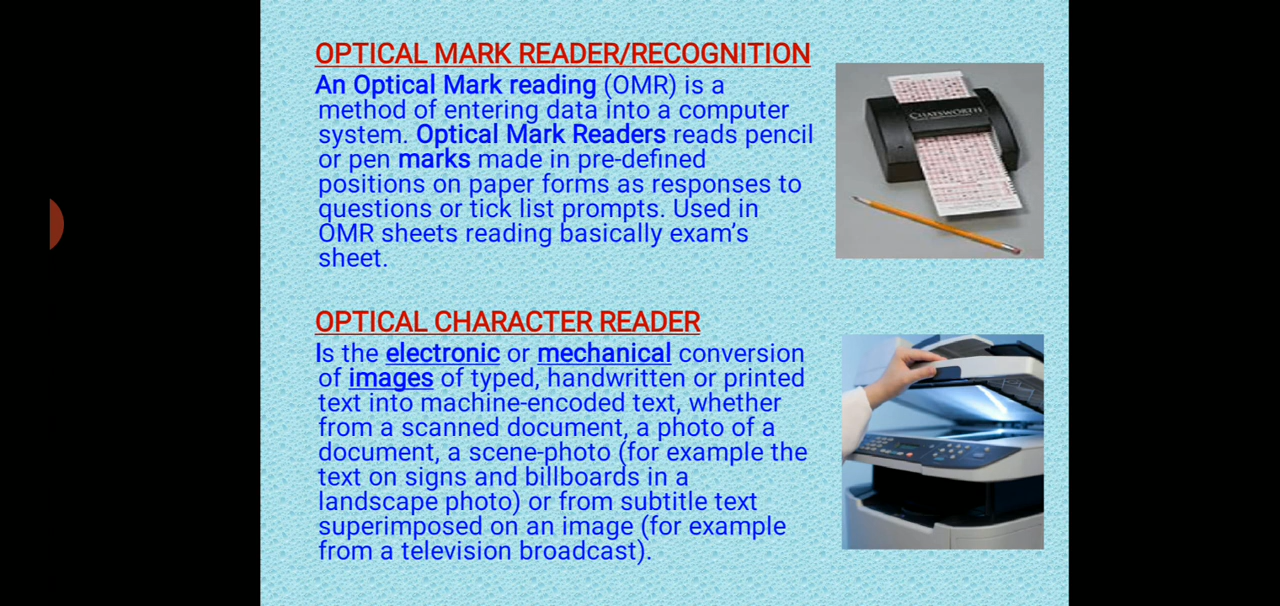 OPTICAL MARK READER/RECOGNITION
An Optical Mark reading (OMR) is a
method of entering data into a computer
system. Optical Mark Readers reads pencil
or pen marks made in pre-defined
positions on paper forms as responses to
questions or tick list prompts. Used in
OMR sheets reading basically exam's
sheet.
CHATSWORTH
OPTICAL CHARACTER READER
Is the electronic or mechanical conversion
of images of typed, handwritten or printed
text into machine-encoded text, whether
from a scanned document, a photo of a
document, a scene-photo (for example the
text on signs and billboards in a
landscape photo) or from subtitle text
superimposed on an image (for example
from a television broadcast).